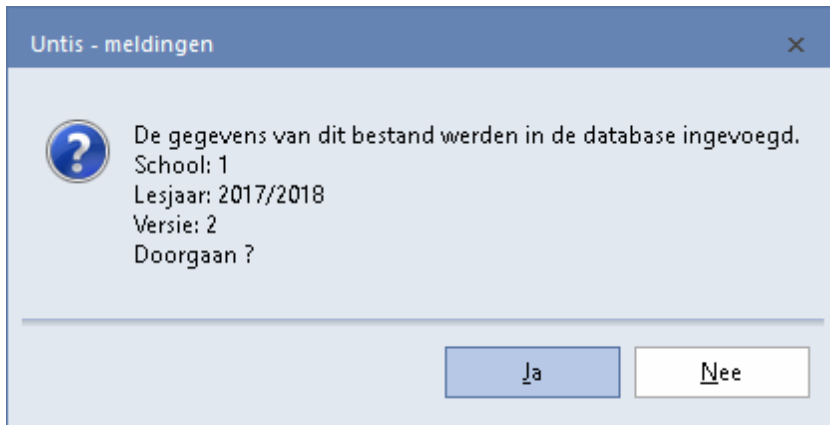 Untis - meldingen
De gegevens van dit bestand werden in de database ingevoegd.
School: 1
Lesjaar: 2017/2018
Versie: 2
Doorgaan ?
Ja
Nee